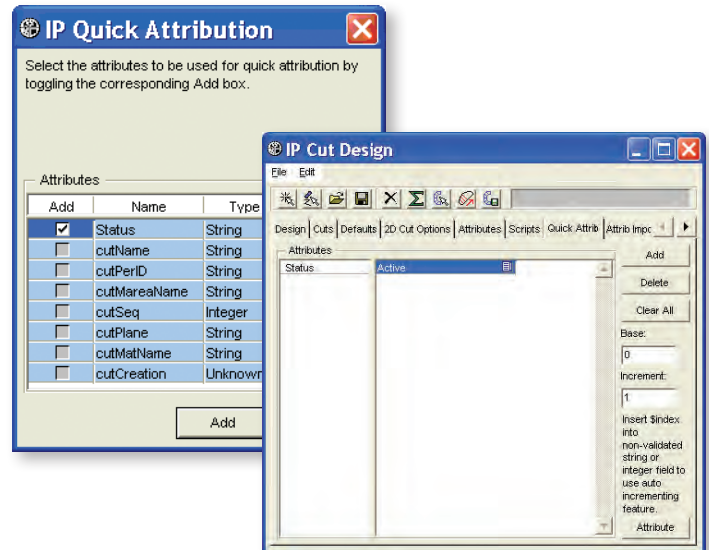 IP Quick Attribution
Select the attributes to be used for quick attribution by
toggling the corresponding Add box.
Attributes
Add Name Type
Status String
cutName String
cutPerID String
cutMareaName String
cutSeq Integer
cutPlane String
cutMatName String
cutCreation Unknown
Add
IP Cut Design
File Edit
Design Cuts Defaults 2D Cut Options Attributes Scripts Quick Attrib Attrib Impc
Attributes
Status Active
Add
Delete
Clear All
Base:
0
Increment:
1
Insert $index
into
non-validated
string or
integer field to
use auto
incrementing
feature.
Attribute